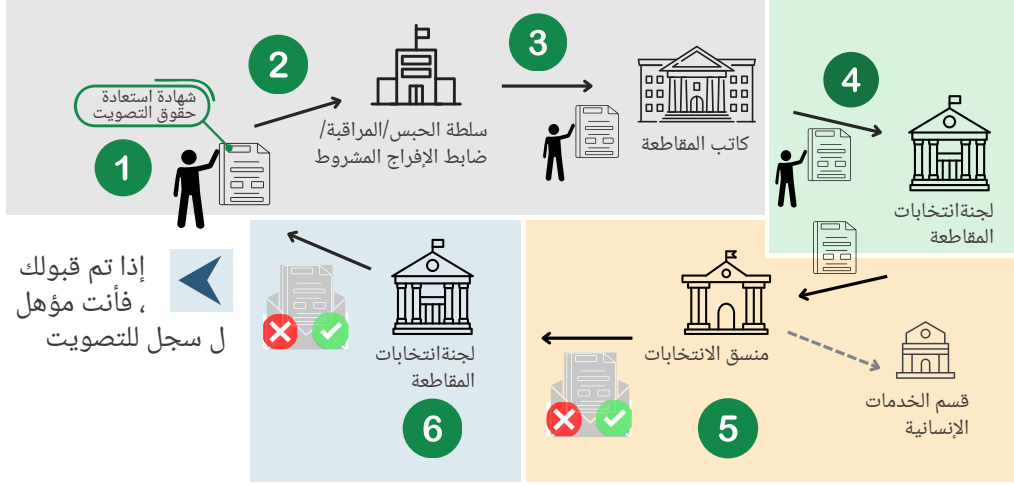 شهادة استعادة
حقوق التصويت
1
2
سلطة الحبس/المراقبة/
ضابط الإفراج المشروط
3
كاتب المقاطعة
4
لجنةانتخابات
المقاطعة
منسق الانتخابات
قسم الخدمات
الإنسانية
5
لجنةانتخابات
المقاطعة
6
إذا تم قبولك
، فأنت مؤهل
ل سجل للتصويت